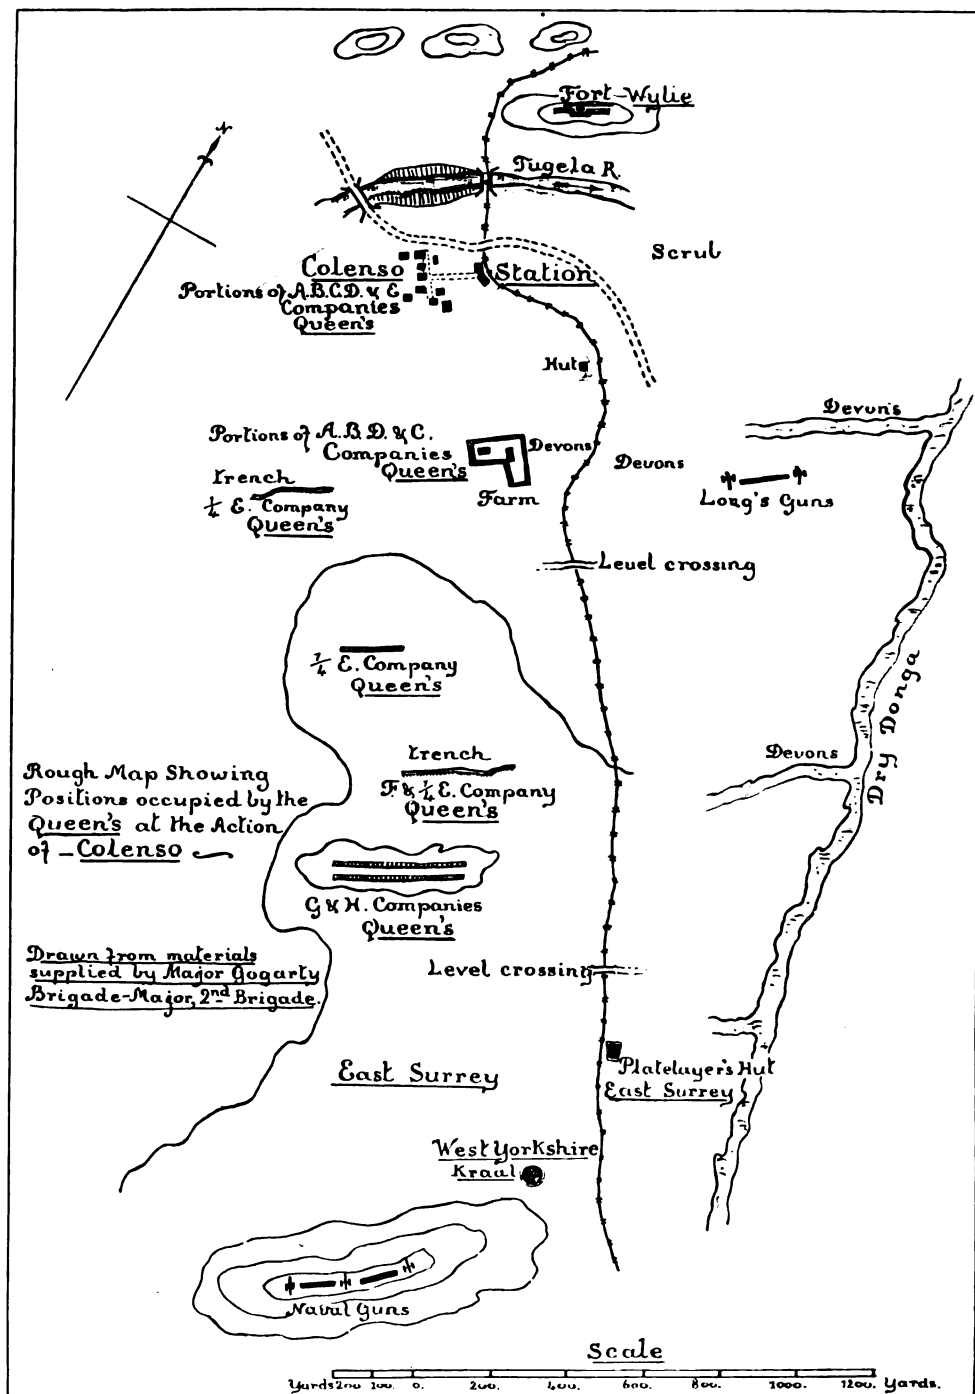 Fort Wylie
N
Tugela R.
Scrub
Colenso
Station
Portions of A.B.C.D. & E
Companies
Queen's
Hut
Devons
Portions of A.B.D. & C.
Companies
Queen's
Devons
Devons
Trench
¼ E. Company
Queen's
Farm
Long's Guns
Level crossing
¼ E. Company
Queen's
Dry Donga
Trench
Devons
F & ¼ E. Company
Queen's
Rough Map Showing
Positions occupied by the
Queen's at the Action
of – Colenso
G & H. Companies
Queen's
Drawn from materials
supplied by Major Gogarty
Brigade-Major, 2nd Brigade.
Level crossing
Platelayer's Hut
East Surrey
East Surrey
West Yorkshire
Kraal
Naval Guns
Scale
Yards 200 100. 0. 200. 400. 600. 800. 1000. 1200. Yards.